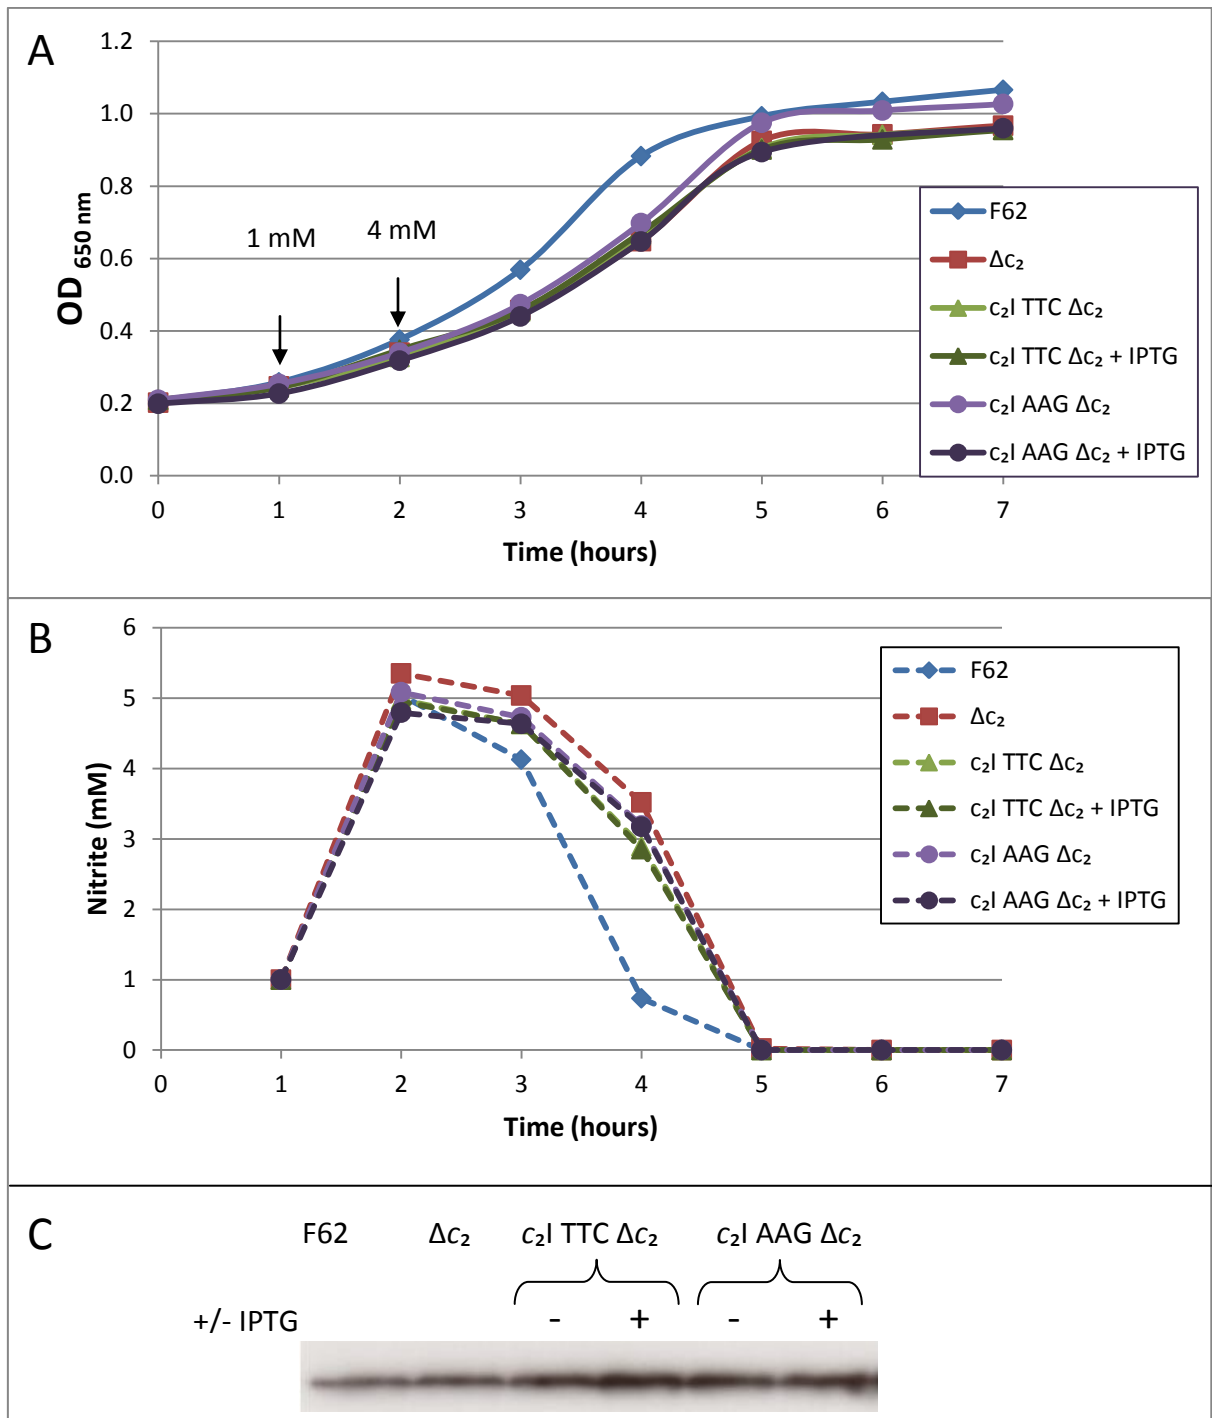 A
1.2
1.0
0.8
0.6
0.4
0.2
0.0
OD 650 nm
1 mM
4 mM
F62
Δc₂
c₂I TTC Δc₂
c₂I TTC Δc₂ + IPTG
c₂I AAG Δc₂
c₂I AAG Δc₂ + IPTG
0 1 2 3 4 5 6 7
Time (hours)
B
6
5
4
3
2
1
0
Nitrite (mM)
F62
Δc₂
c₂I TTC Δc₂
c₂I TTC Δc₂ + IPTG
c₂I AAG Δc₂
c₂I AAG Δc₂ + IPTG
0 1 2 3 4 5 6 7
Time (hours)
C
F62 Δc₂ c₂I TTC Δc₂ c₂I AAG Δc₂
+/- IPTG - + - +